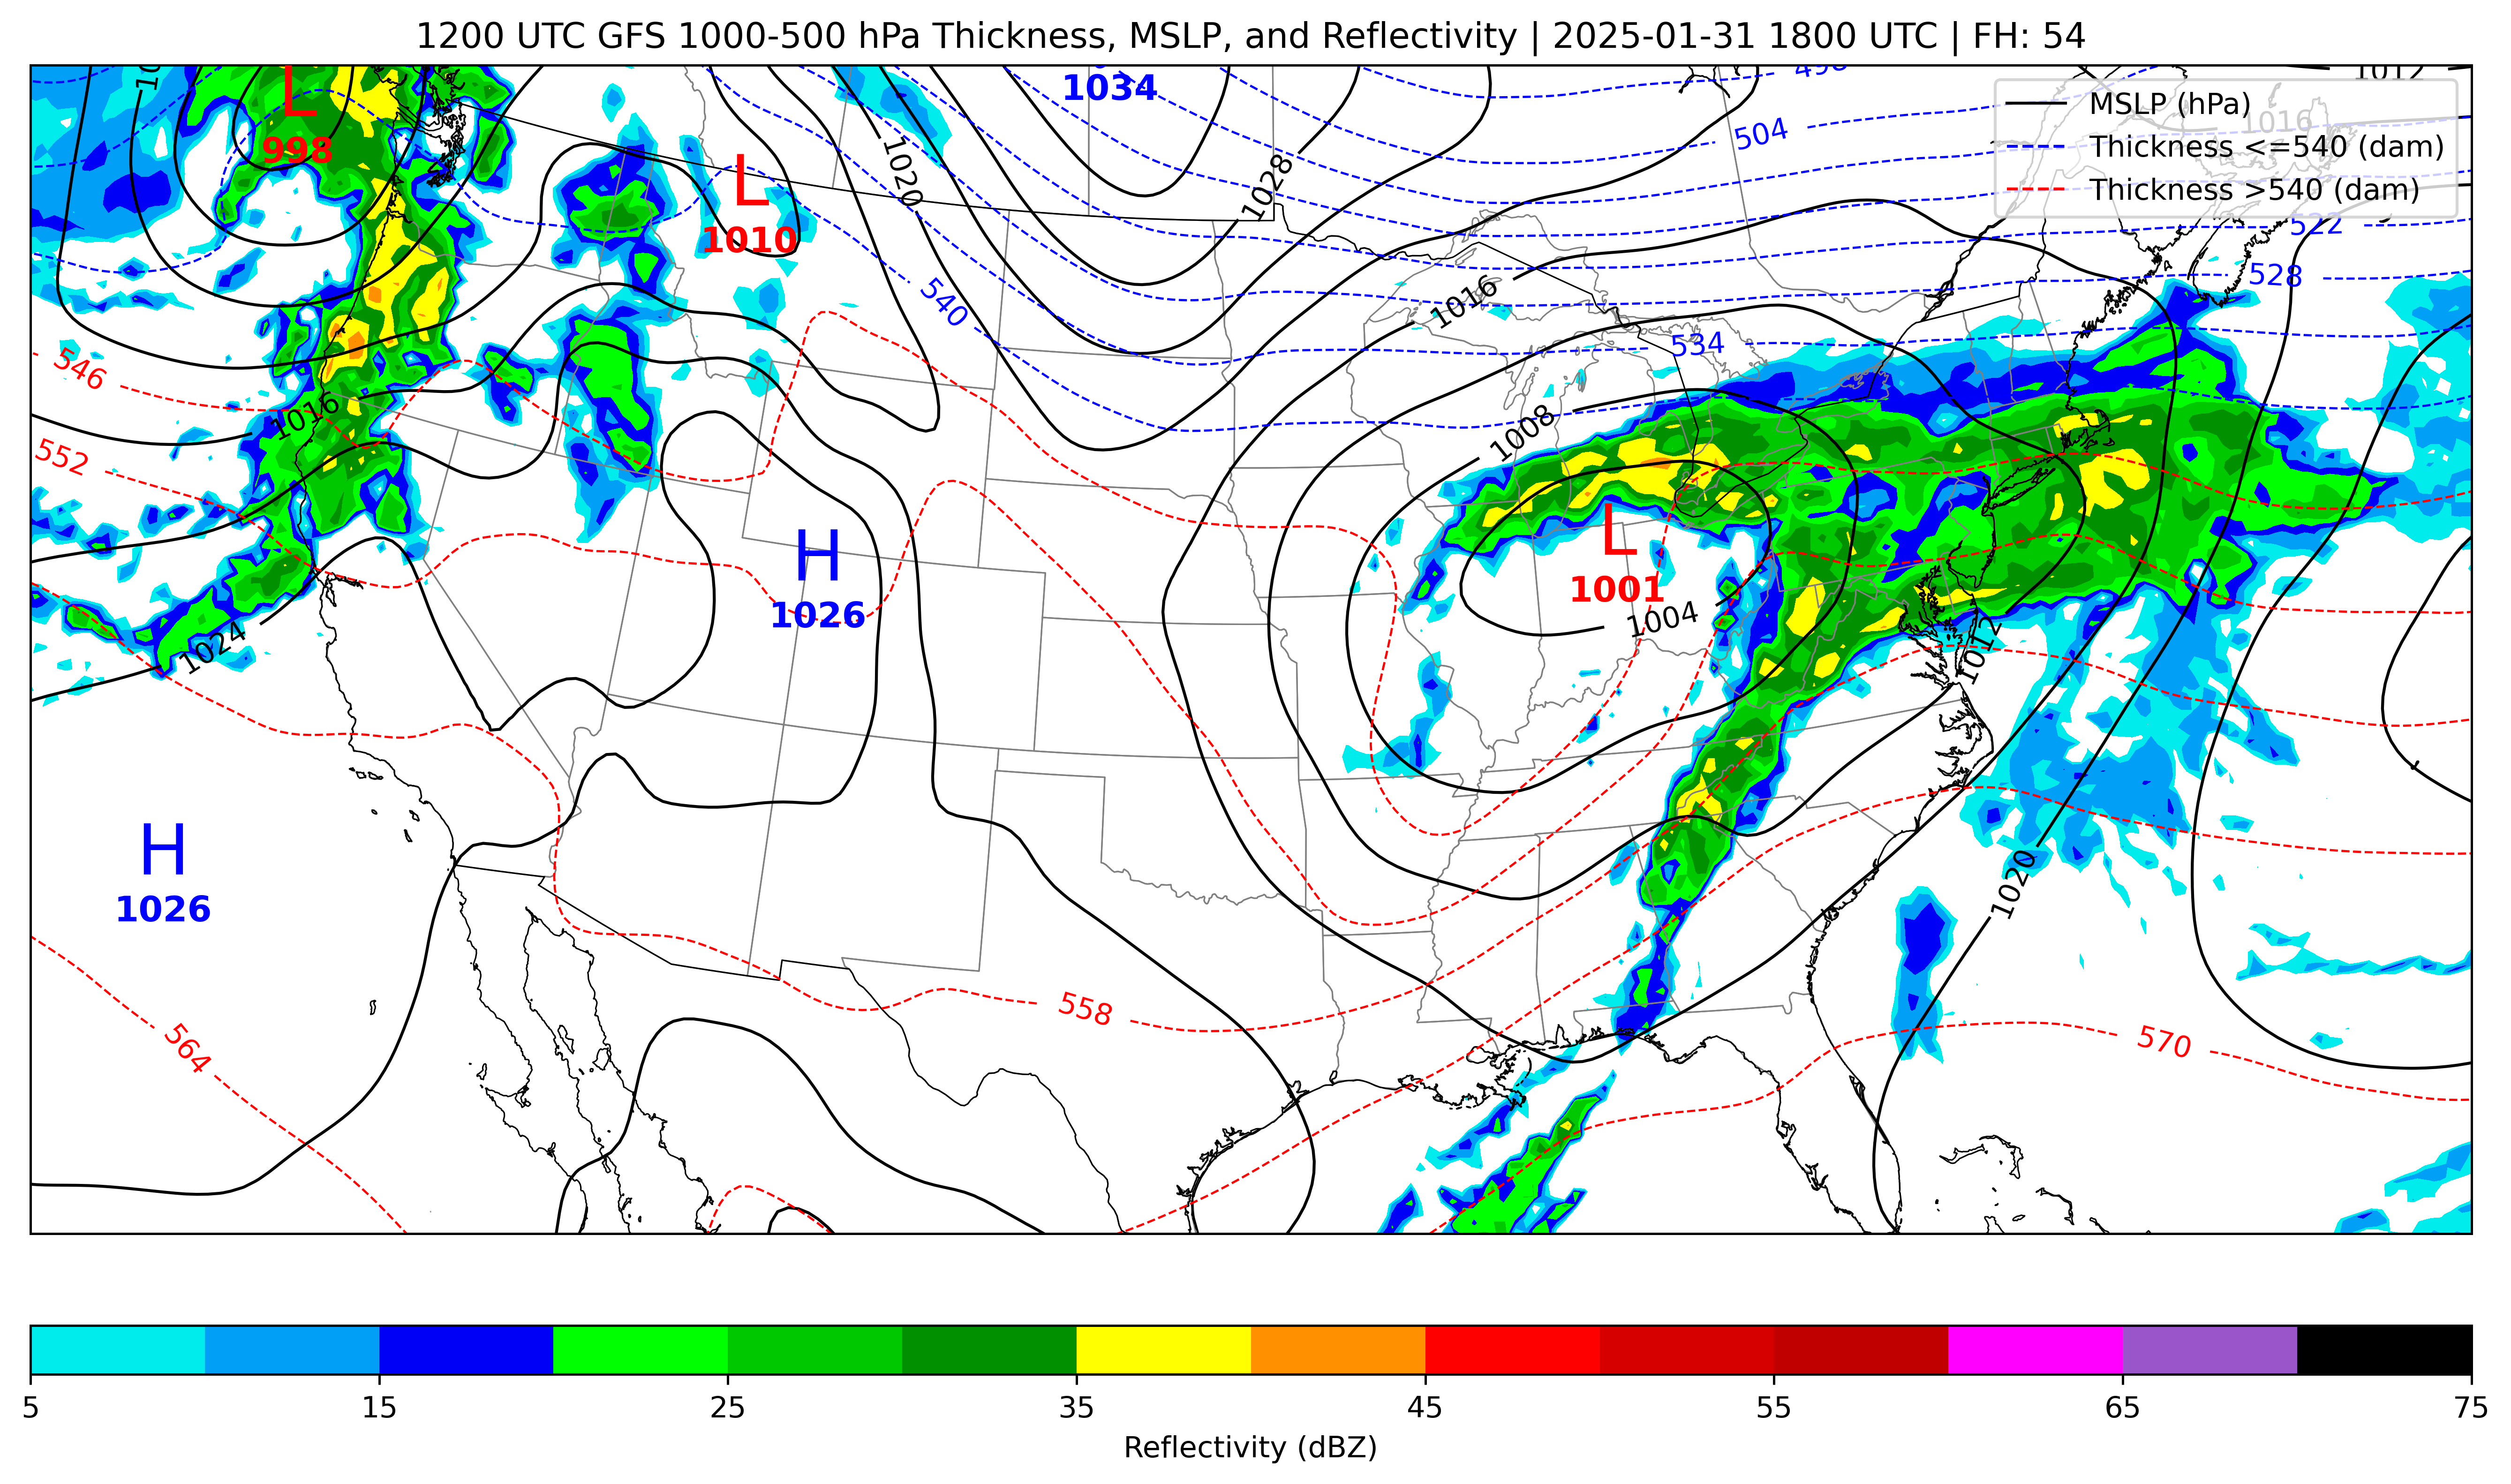 1200 UTC GFS 1000-500 hPa Thickness, MSLP, and Reflectivity | 2025-01-31 1800 UTC | FH: 54
MSLP (hPa)
Thickness <=540 (dam)
Thickness >540 (dam)
L
998
1034
498
1012
1016
504
L
1010
1020
1028
522
528
540
1016
534
546
1016
1008
552
H
1026
L
1001
1004
1024
1012
H
1026
1020
558
564
570
5 15 25 35 45 55 65 75
Reflectivity (dBZ)